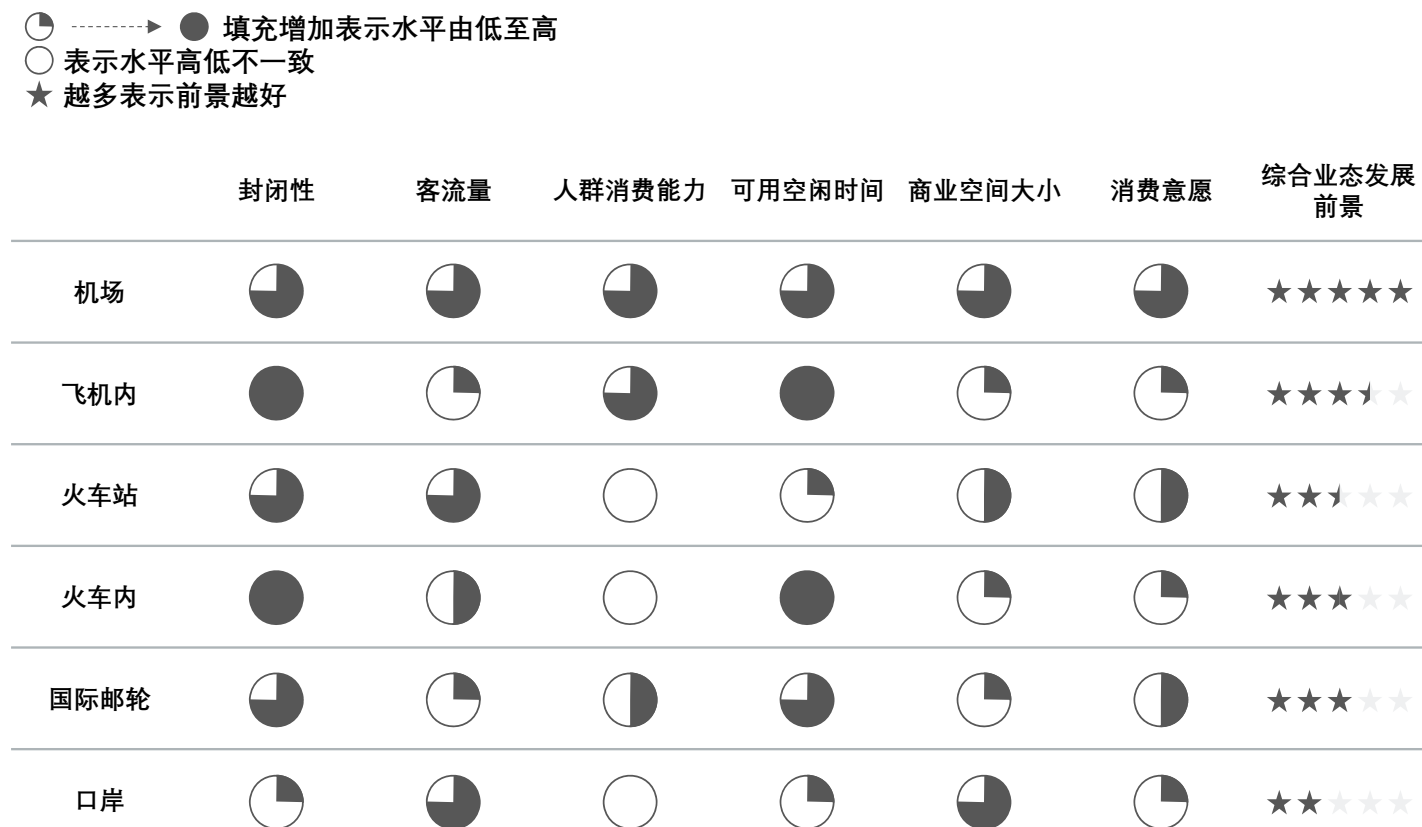 填充增加表示水平由低至高
表示水平高低不一致
越多表示前景越好
封闭性 客流量 人群消费能力 可用空闲时间 商业空间大小 消费意愿 综合业态发展
前景
机场
飞机内
火车站
火车内
国际邮轮
口岸